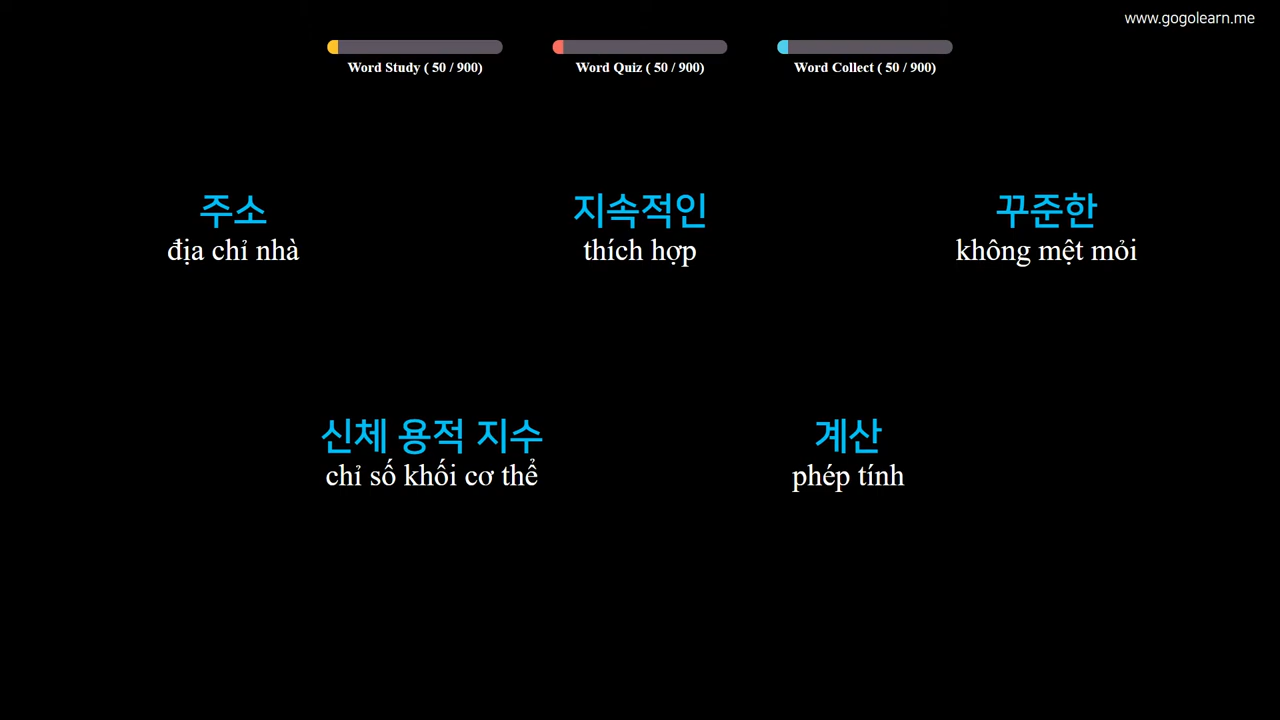 www.gogolearn.me
Word Study ( 50 / 900)
Word Quiz ( 50 / 900)
Word Collect ( 50 / 900)
주소
địa chỉ nhà
지속적인
thích hợp
꾸준한
không mệt mỏi
신체 용적 지수
chỉ số khối cơ thể
계산
phép tính